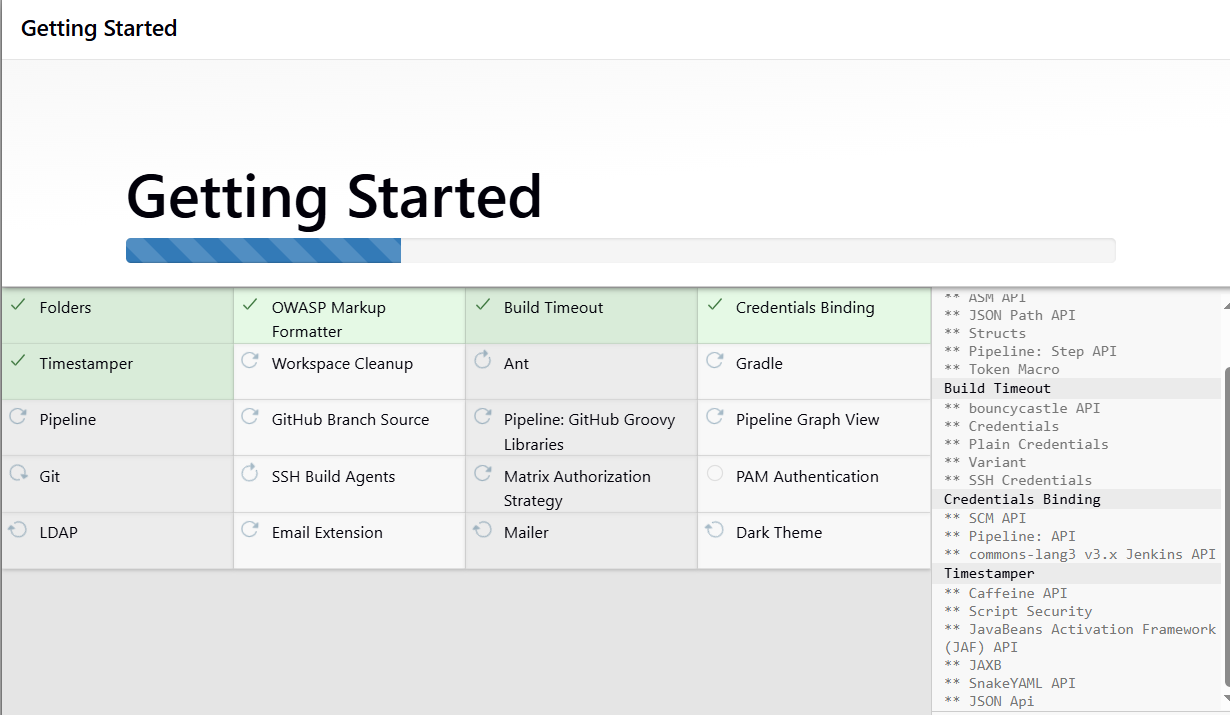 Getting Started
Getting Started
Folders
OWASP Markup
Formatter
Build Timeout
Credentials Binding
Timestamper
Workspace Cleanup
Ant
Gradle
Pipeline
GitHub Branch Source
Pipeline: GitHub Groovy
Libraries
Pipeline Graph View
Git
SSH Build Agents
Matrix Authorization
Strategy
PAM Authentication
LDAP
Email Extension
Mailer
Dark Theme
** ASM API
** JSON Path API
** Structs
** Pipeline: Step API
** Token Macro
Build Timeout
** bouncycastle API
** Credentials
** Plain Credentials
** Variant
** SSH Credentials
Credentials Binding
** SCM API
** Pipeline: API
** commons-lang3 v3.x Jenkins API
Timestamper
** Caffeine API
** Script Security
** JavaBeans Activation Framework
(JAF) API
** JAXB
** SnakeYAML API
** JSON Api